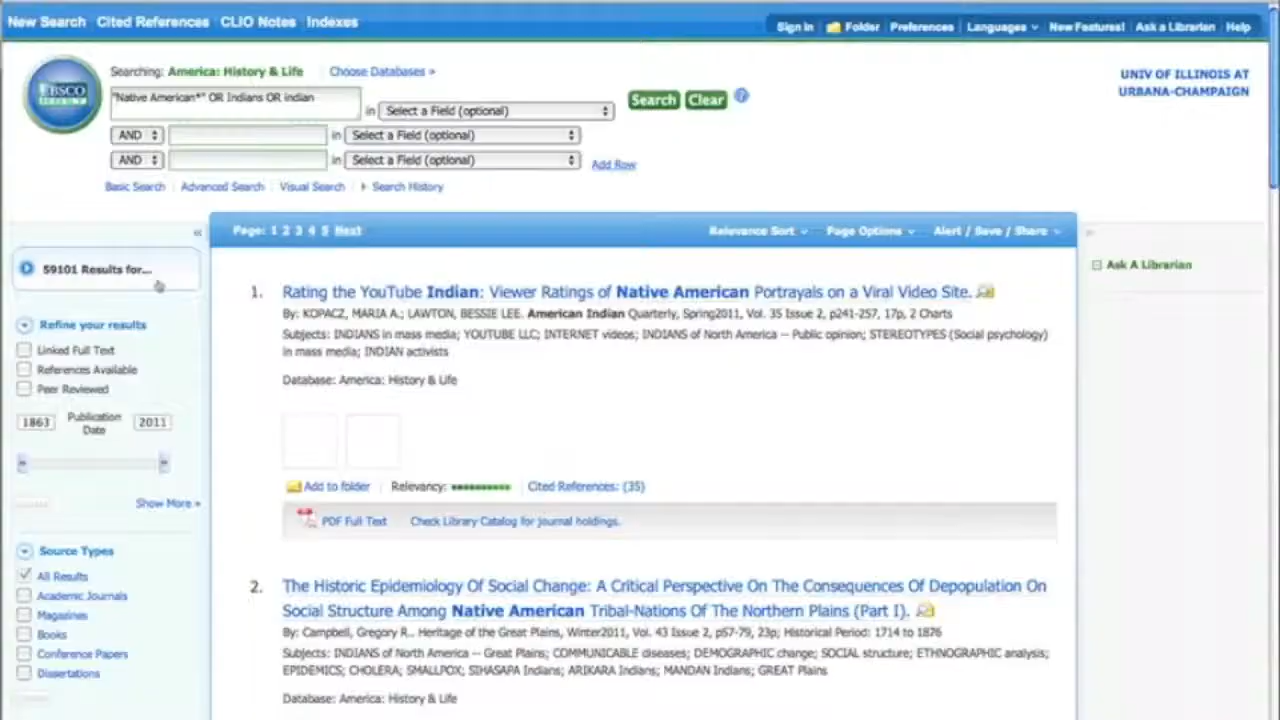 New Search Cited References CLIO Notes Indexes
Sign In Folder Preferences Languages New Features! Ask a Librarian Help
EBSCO HOST
Searching: America: History & Life Choose Databases »
UNIV OF ILLINOIS AT
URBANA-CHAMPAIGN
"Native American*" OR Indians OR indian in Select a Field (optional) Search Clear
AND in Select a Field (optional)
AND in Select a Field (optional) Add Row
Basic Search Advanced Search Visual Search Search History
Page: 1 2 3 4 5 Next Relevance Sort Page Options Alert / Save / Share
59101 Results for...
Refine your results
Linked Full Text
References Available
Peer Reviewed
1863 Publication Date 2011
Show More »
Source Types
All Results
Academic Journals
Magazines
Books
Conference Papers
Dissertations
1. Rating the YouTube Indian: Viewer Ratings of Native American Portrayals on a Viral Video Site.
By: KOPACZ, MARIA A.; LAWTON, BESSIE LEE. American Indian Quarterly, Spring2011, Vol. 35 Issue 2, p241-257, 17p, 2 Charts
Subjects: INDIANS in mass media; YOUTUBE LLC; INTERNET videos; INDIANS of North America -- Public opinion; STEREOTYPES (Social psychology)
in mass media; INDIAN activists
Database: America: History & Life
Add to folder Relevancy: Cited References: (35)
PDF Full Text Check Library Catalog for journal holdings.
2. The Historic Epidemiology Of Social Change: A Critical Perspective On The Consequences Of Depopulation On
Social Structure Among Native American Tribal-Nations Of The Northern Plains (Part I).
By: Campbell, Gregory R.. Heritage of the Great Plains, Winter2011, Vol. 43 Issue 2, p57-79, 23p; Historical Period: 1714 to 1876
Subjects: INDIANS of North America -- Great Plains; COMMUNICABLE diseases; DEMOGRAPHIC change; SOCIAL structure; ETHNOGRAPHIC analysis;
EPIDEMICS; CHOLERA; SMALLPOX; SIHASAPA Indians; ARIKARA Indians; MANDAN Indians; GREAT Plains
Database: America: History & Life
Ask A Librarian